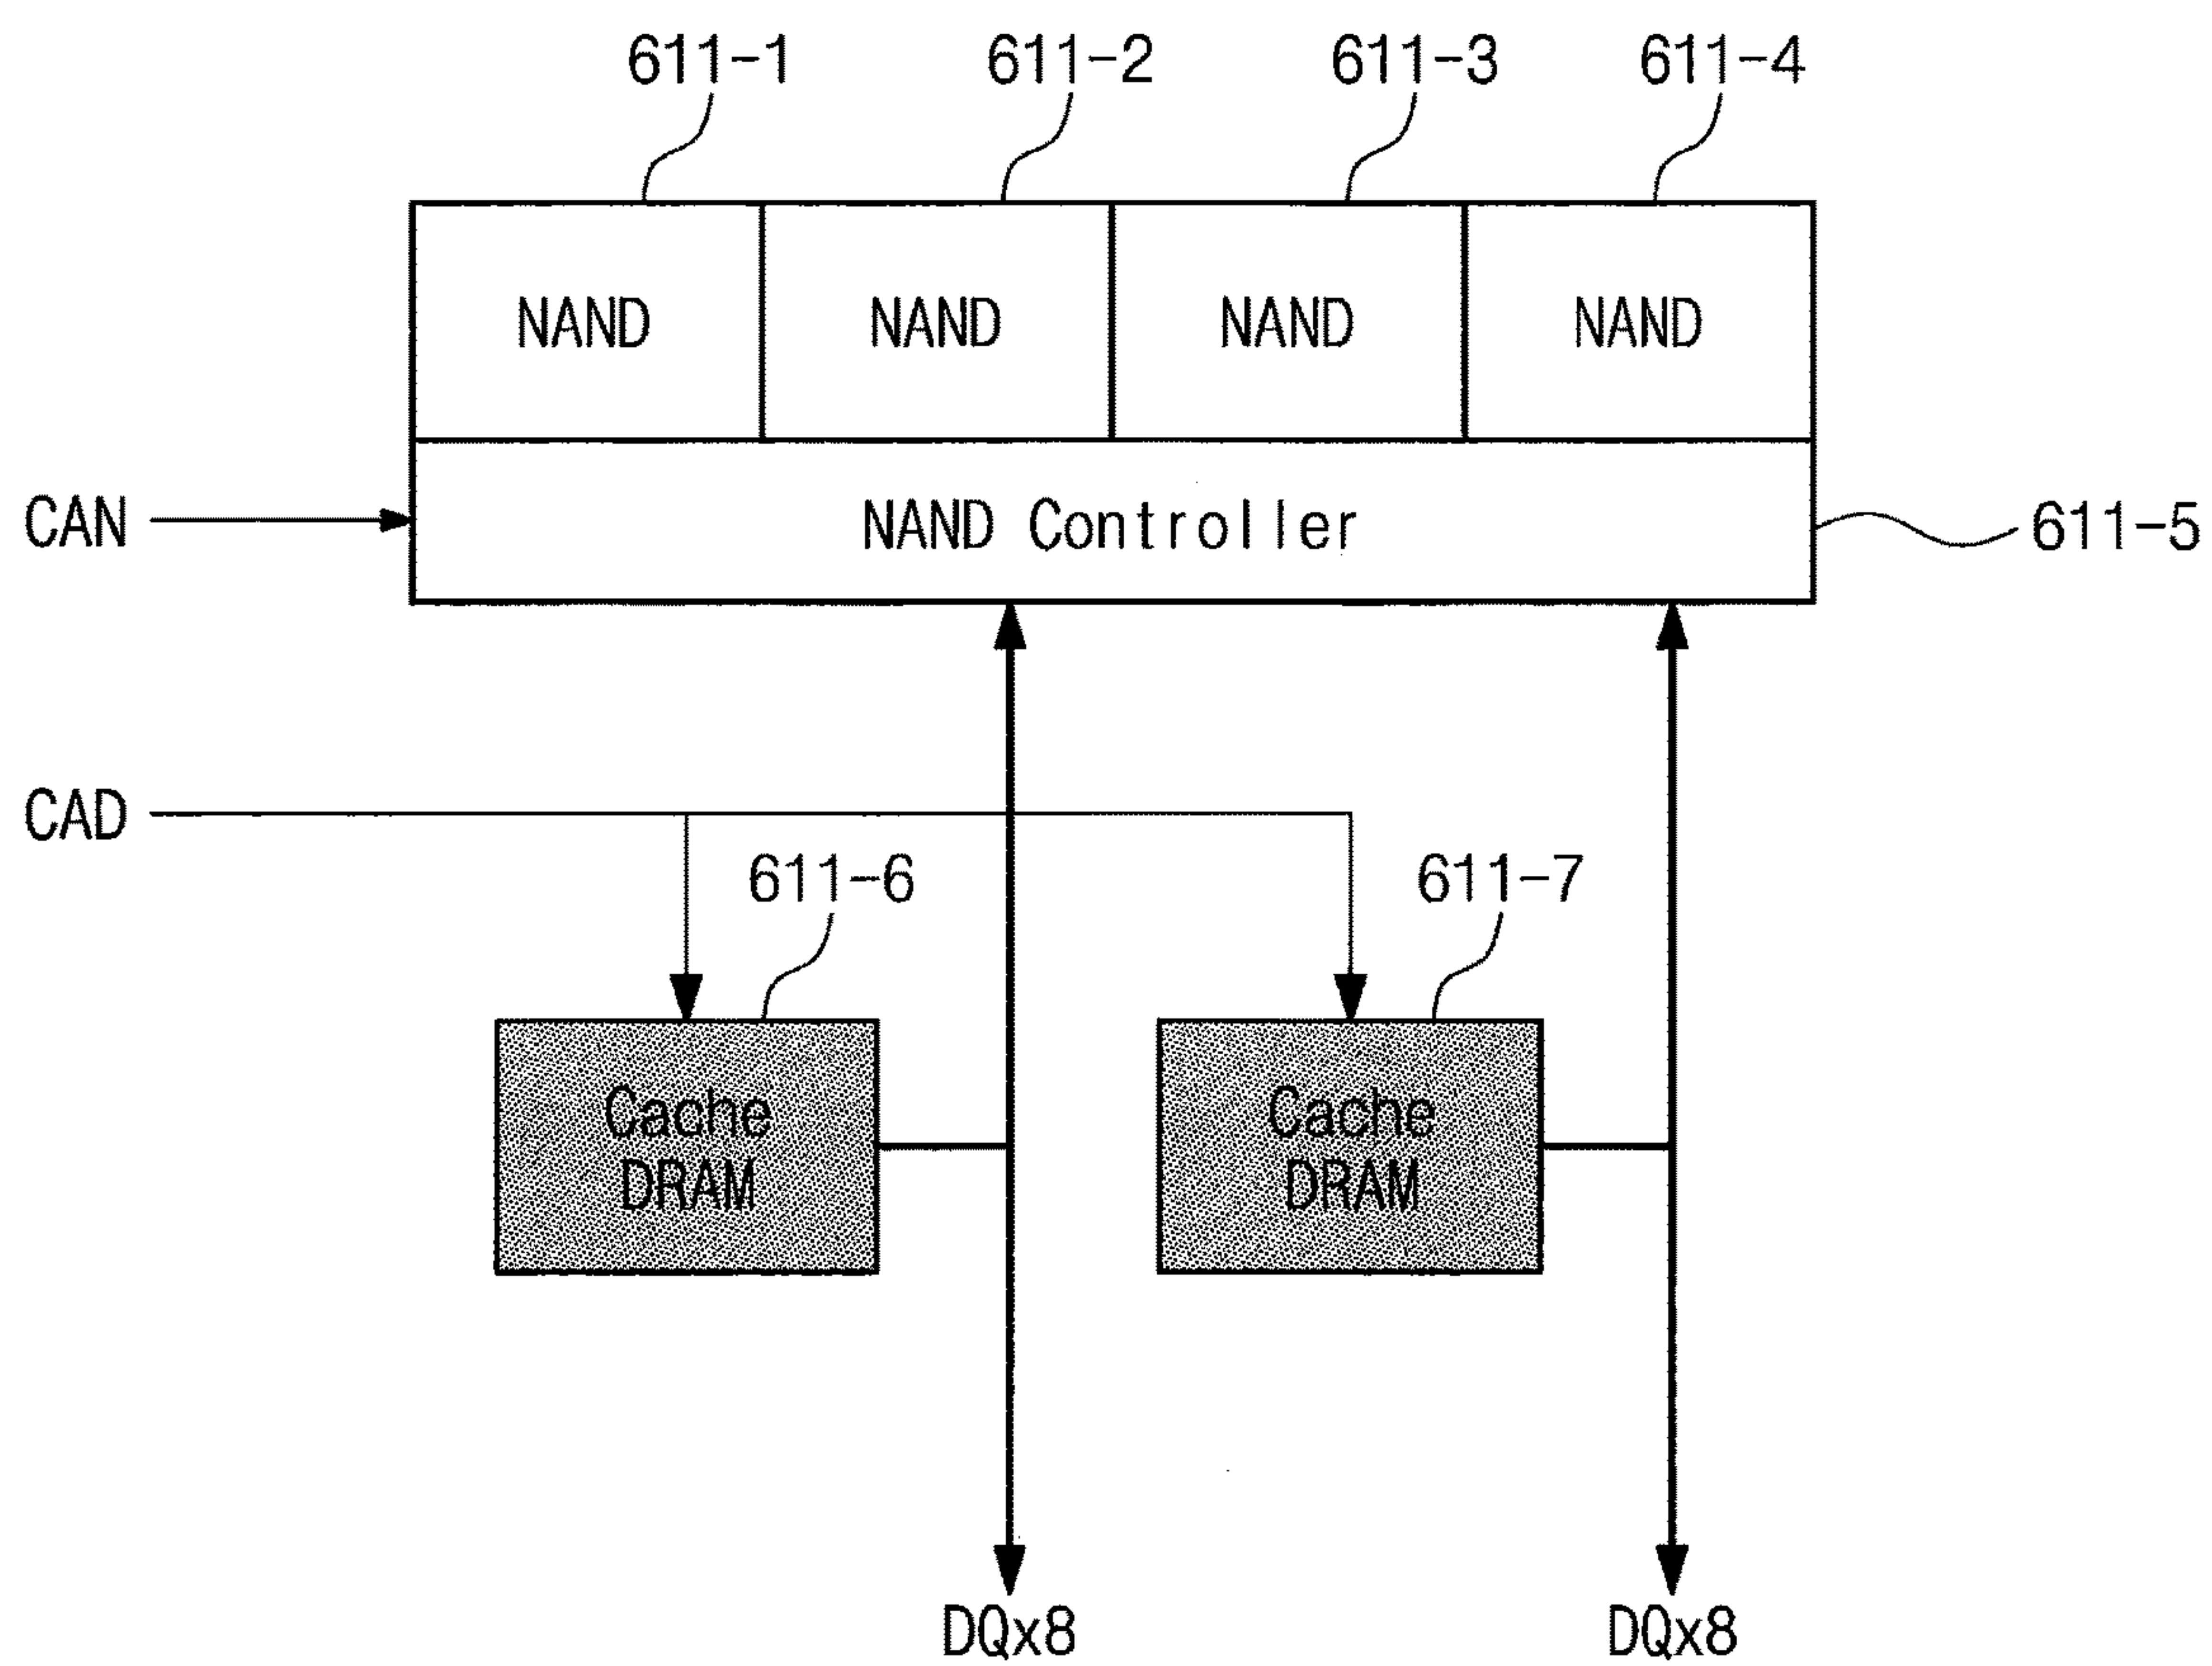 611-1 611-2 611-3 611-4
NAND NAND NAND NAND
CAN NAND Controller 611-5
CAD
611-6 611-7
Cache Cache
DRAM DRAM
DQx8 DQx8